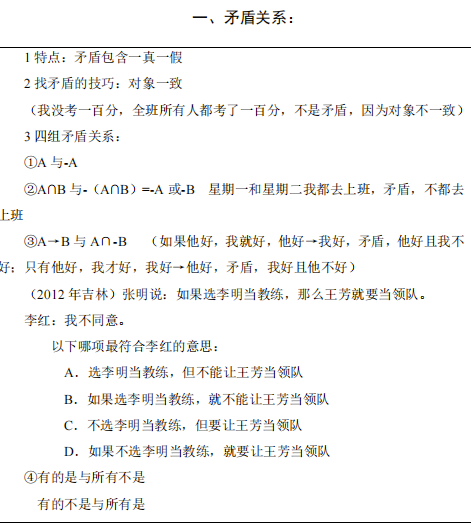 一、矛盾关系：
1 特点：矛盾包含一真一假
2 找矛盾的技巧：对象一致
（我没考一百分，全班所有人都考了一百分，不是矛盾，因为对象不一致）
3 四组矛盾关系：
①A 与-A
②A∩B 与-（A∩B）=-A 或-B 星期一和星期二我都去上班，矛盾，不都去
上班
③A→B 与 A∩-B （如果他好，我就好，他好→我好，矛盾，他好且我不
好；只有他好，我才好，我好→他好，矛盾，我好且他不好）
（2012 年吉林）张明说：如果选李明当教练，那么王芳就要当领队。
李红：我不同意。
以下哪项最符合李红的意思：
A．选李明当教练，但不能让王芳当领队
B．如果选李明当教练，就不能让王芳当领队
C．不选李明当教练，但要让王芳当领队
D．如果不选李明当教练，就要让王芳当领队
④有的是与所有不是
有的不是与所有是